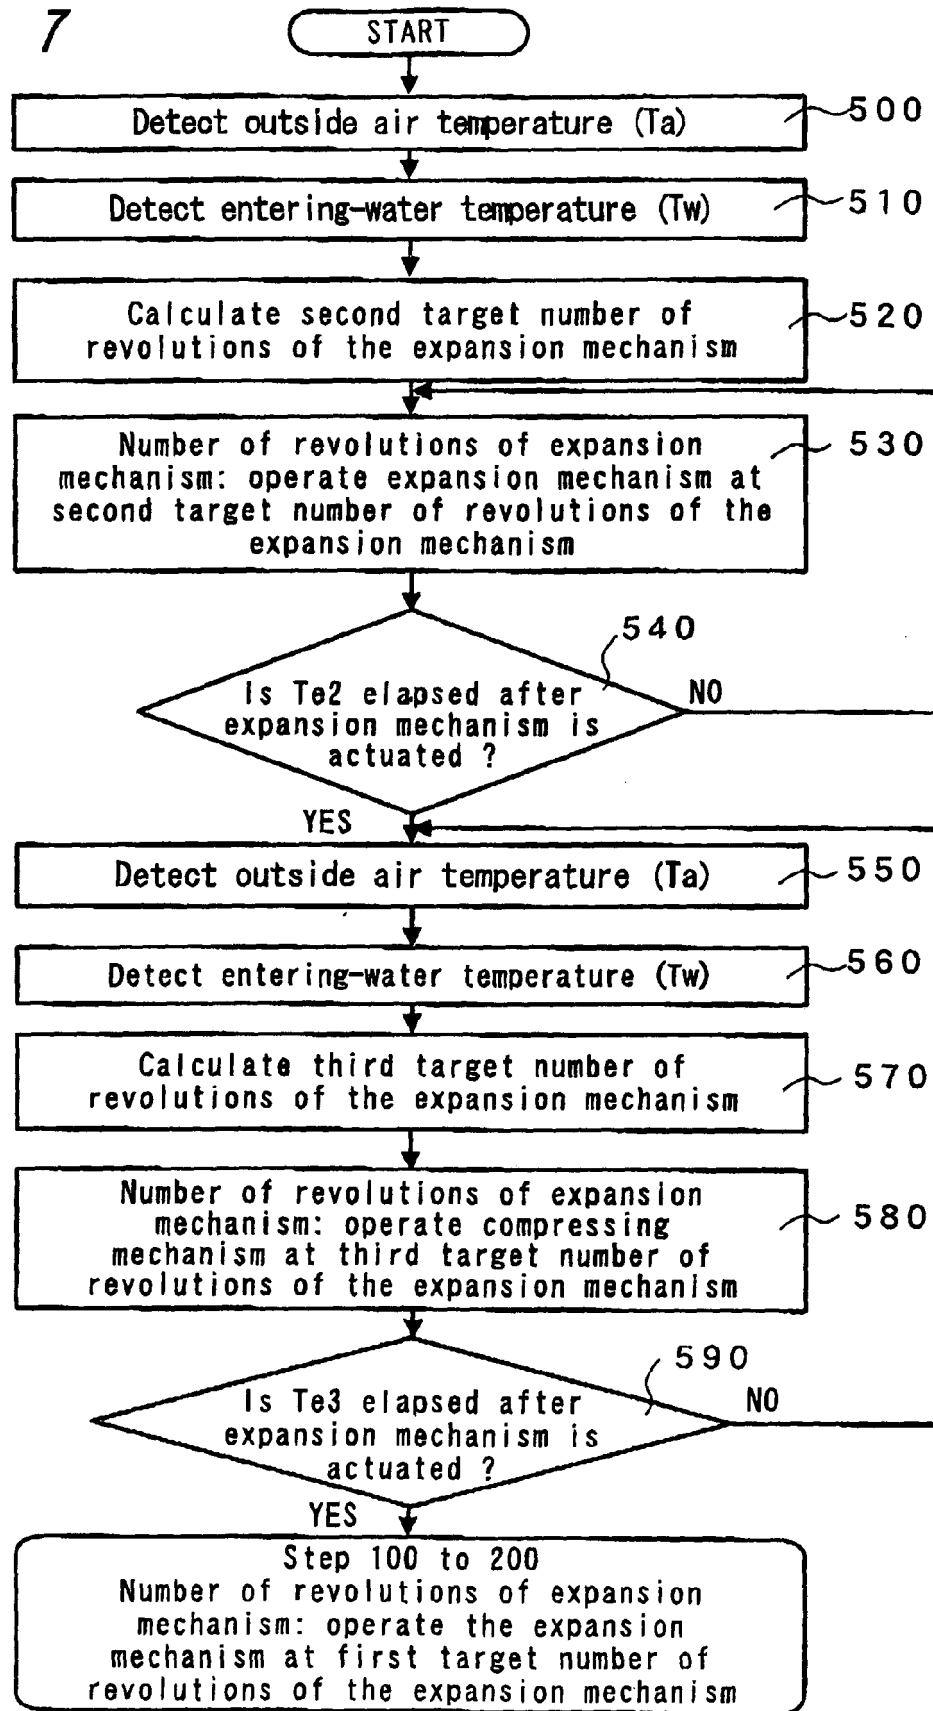 7
START
Detect outside air temperature (Ta)
500
Detect entering-water temperature (Tw)
510
Calculate second target number of
revolutions of the expansion mechanism
520
Number of revolutions of expansion
mechanism: operate expansion mechanism at
second target number of revolutions of the
expansion mechanism
530
540
Is Te2 elapsed after
expansion mechanism is
actuated ?
NO
YES
Detect outside air temperature (Ta)
550
Detect entering-water temperature (Tw)
560
Calculate third target number of
revolutions of the expansion mechanism
570
Number of revolutions of expansion
mechanism: operate compressing
mechanism at third target number of
revolutions of the expansion mechanism
580
590
Is Te3 elapsed after
expansion mechanism is
actuated ?
NO
YES
Step 100 to 200
Number of revolutions of expansion
mechanism: operate the expansion
mechanism at first target number of
revolutions of the expansion mechanism